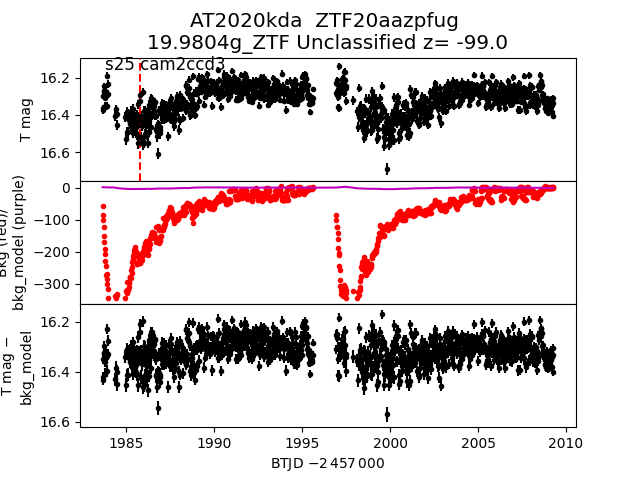 AT2020kda ZTF20aazpfug
19.9804g_ZTF Unclassified z= -99.0
s25 cam2ccd3
T mag
16.2
16.4
16.6
bkg_model (purple)
0
−100
−200
−300
T mag −
bkg_model
16.2
16.4
16.6
1985
1990
1995
2000
2005
2010
BTJD −2 457 000